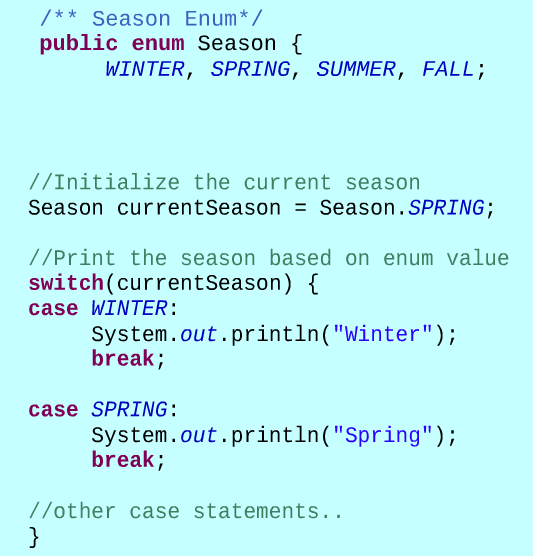 /** Season Enum*/
public enum Season {
WINTER, SPRING, SUMMER, FALL;
//Initialize the current season
Season currentSeason = Season.SPRING;
//Print the season based on enum value
switch(currentSeason) {
case WINTER:
System.out.println("Winter");
break;
case SPRING:
System.out.println("Spring");
break;
//other case statements..
}